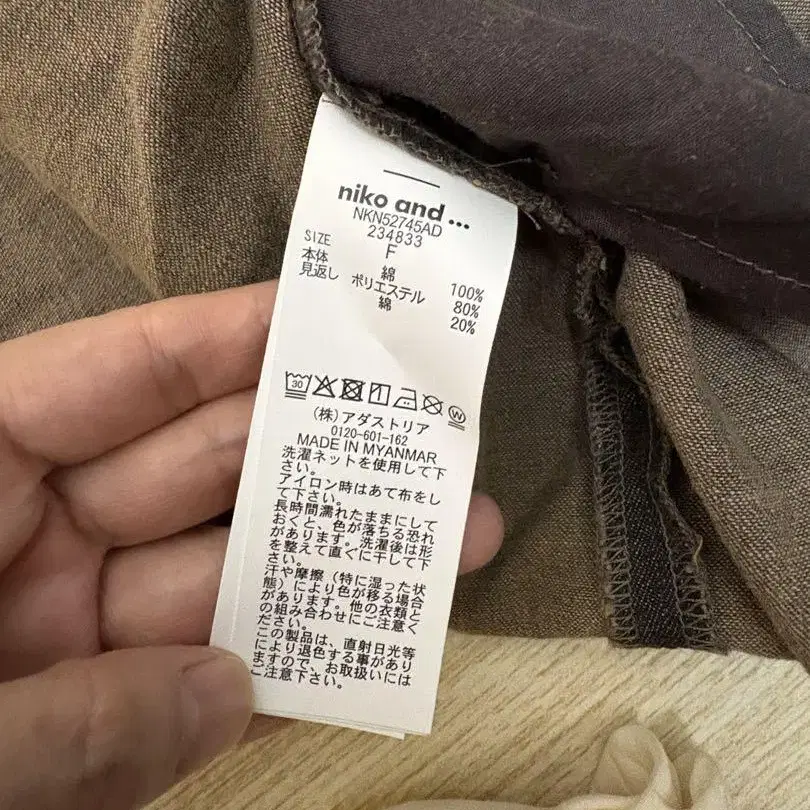 niko and ...
NKN52745AD
234833
SIZE F
本体 綿 100%
見返し ポリエステル 80%
綿 20%
30
W
(株)アダストリア
0120-601-162
MADE IN MYANMAR
洗濯ネットを使用して下
さい。
アイロン時はあて布をし
て下さい。
長時間濡れたままにして
おくと、色が落ちる恐れ
があります。洗濯後は形
を整えて直ぐに干して下
さい。
汗や摩擦(特に湿った状
態)により色が移る場合
があります。他の衣類と
の組み合わせにご注意く
ださい。
この製品は、直射日光等
により退色する事があり
ますので、お取扱いには
ご注意下さい。